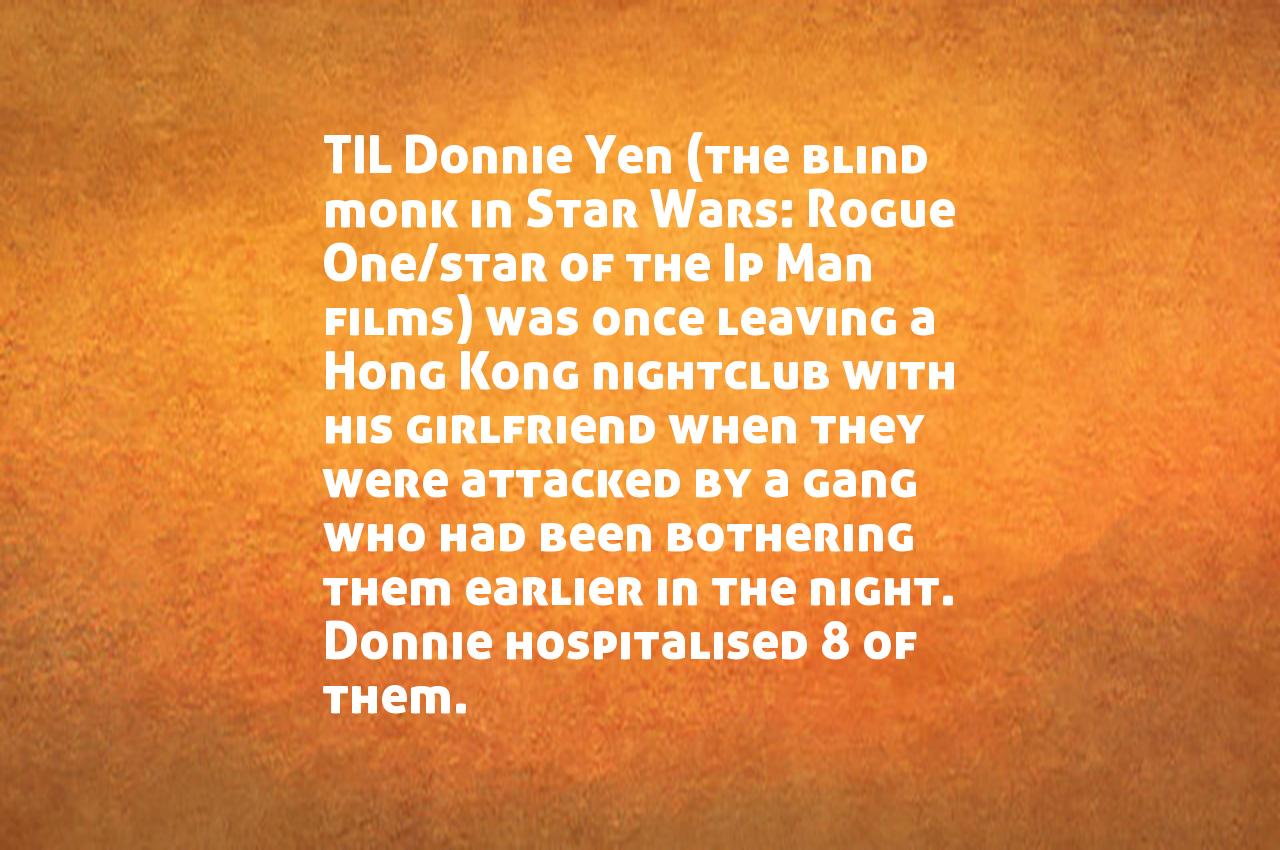 TIL Donnie Yen (the blind
monk in Star Wars: Rogue
One/star of the Ip Man
films) was once leaving a
Hong Kong nightclub with
his girlfriend when they
were attacked by a gang
who had been bothering
them earlier in the night.
Donnie hospitalised 8 of
them.